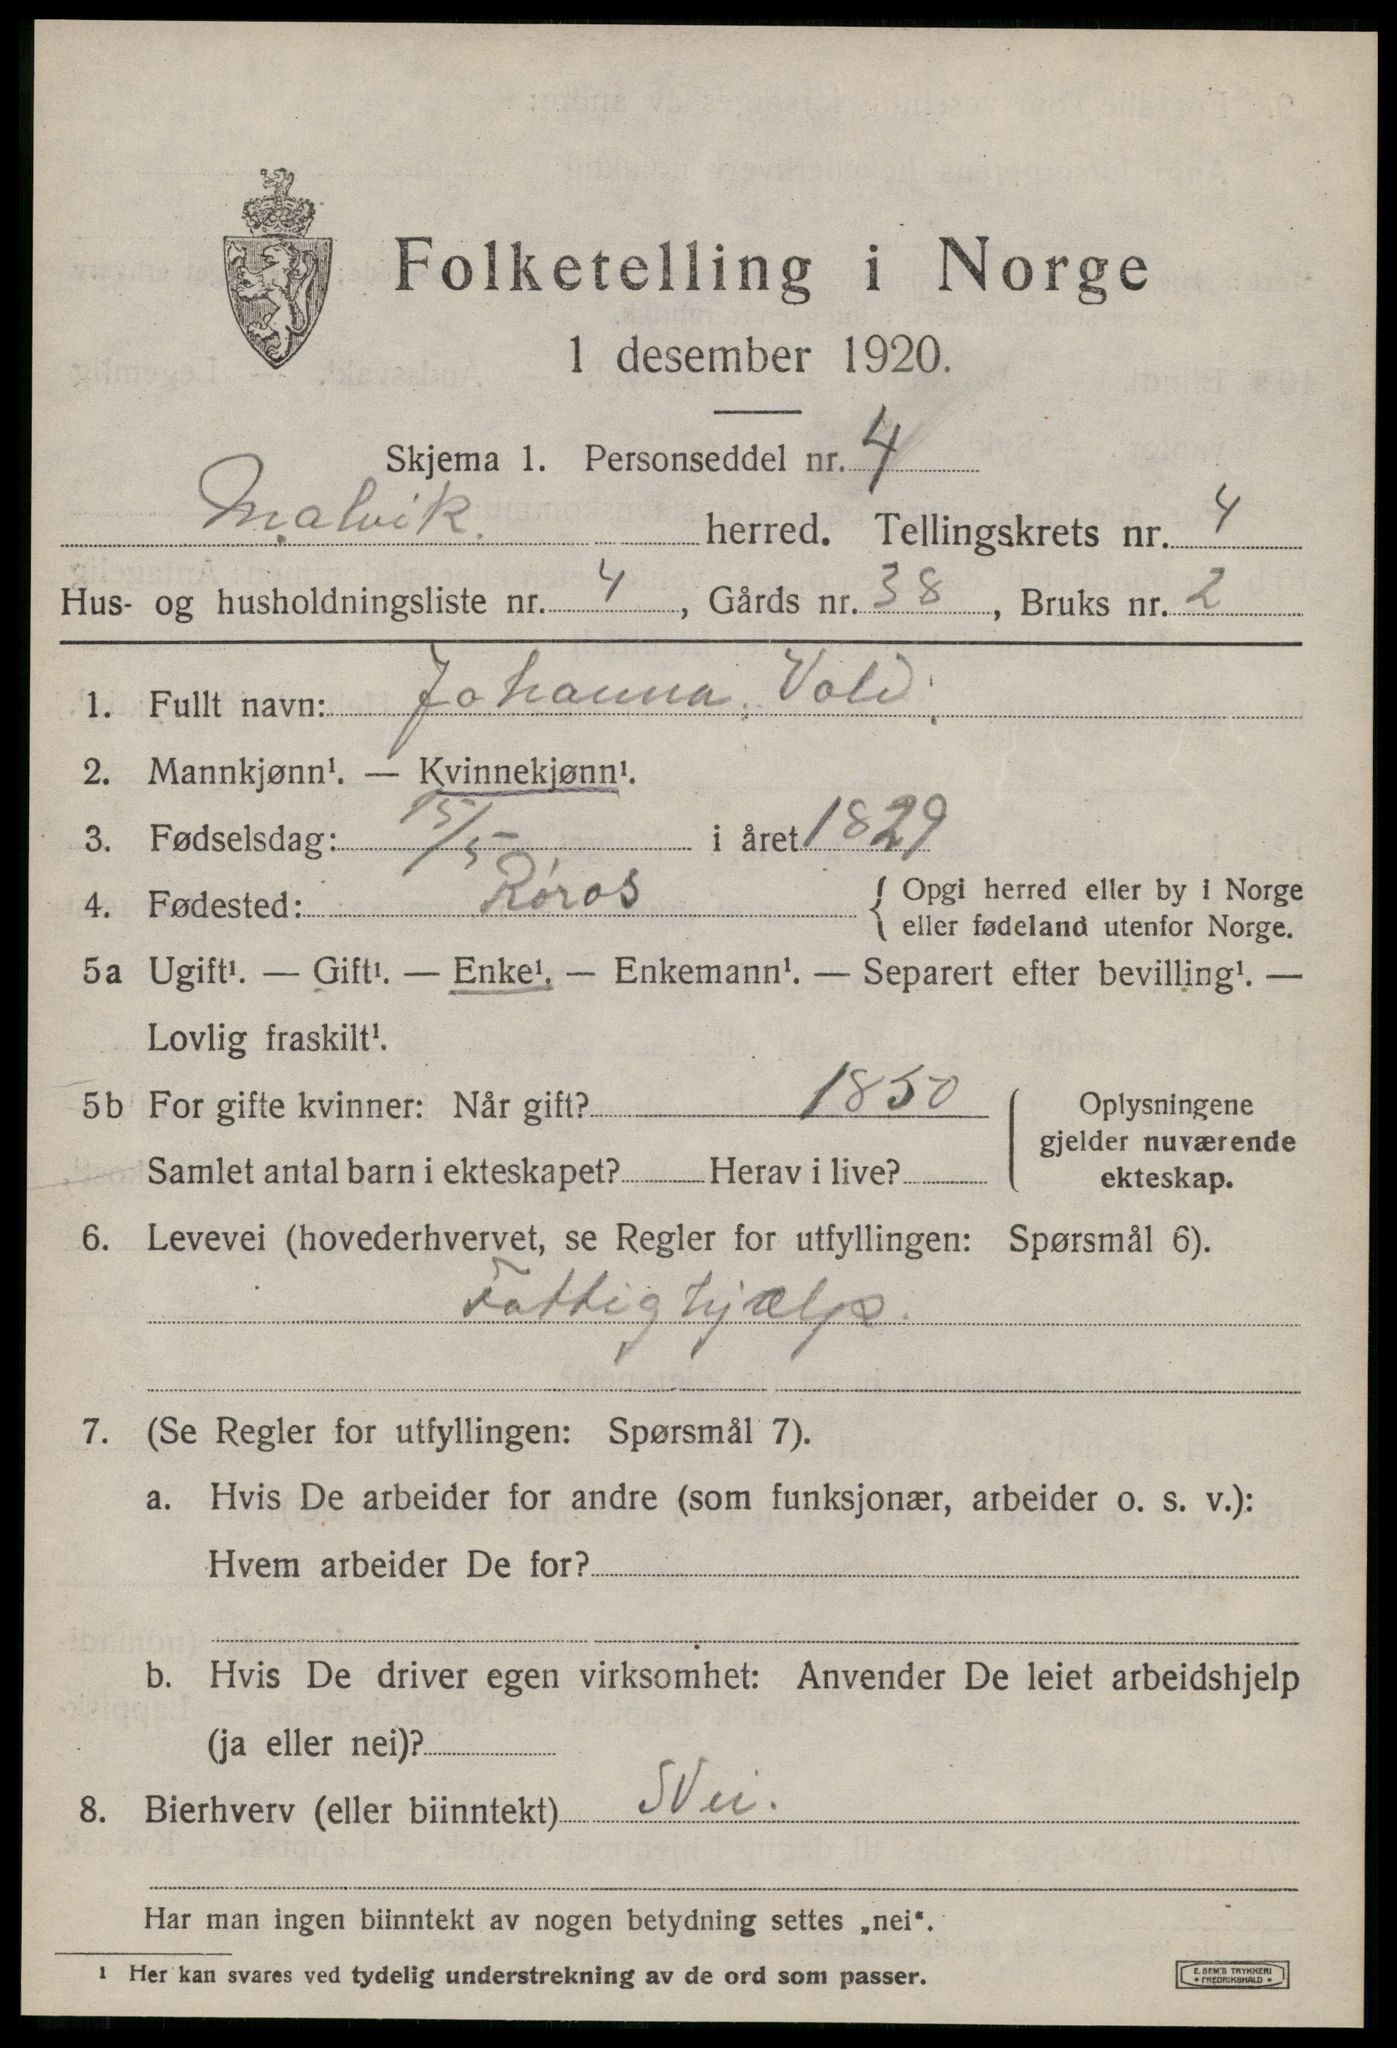 Folketelling i Norge
1 desember 1920.
Skjema 1. Personseddel nr. 4
Malvik. herred. Tellingskrets nr. 4
Hus- og husholdningsliste nr. 4, Gårds nr. 38, Bruks nr. 2
1. Fullt navn: Johanna Vold
2. Mannkjønn¹. — Kvinnekjønn¹.
3. Fødselsdag: 15/5 i året 1829
4. Fødested: Røros { Opgi herred eller by i Norge
eller fødeland utenfor Norge.
5a Ugift¹. — Gift¹. — Enke¹. — Enkemann¹. — Separert efter bevilling¹. —
Lovlig fraskilt¹.
5b For gifte kvinner: Når gift? 1850
Samlet antal barn i ekteskapet? Herav i live?
Oplysningene
gjelder nuværende
ekteskap.
6. Levevei (hovederhvervet, se Regler for utfyllingen: Spørsmål 6).
Fattighjælp.
7. (Se Regler for utfyllingen: Spørsmål 7).
a. Hvis De arbeider for andre (som funksjonær, arbeider o. s. v.):
Hvem arbeider De for?
b. Hvis De driver egen virksomhet: Anvender De leiet arbeidshjelp
(ja eller nei)?
8. Bierhverv (eller biinntekt) Nei.
Har man ingen biinntekt av nogen betydning settes „nei“.
¹ Her kan svares ved tydelig understrekning av de ord som passer.
E. SEM'S TRYKKERI
• FREDRIKSHALD •